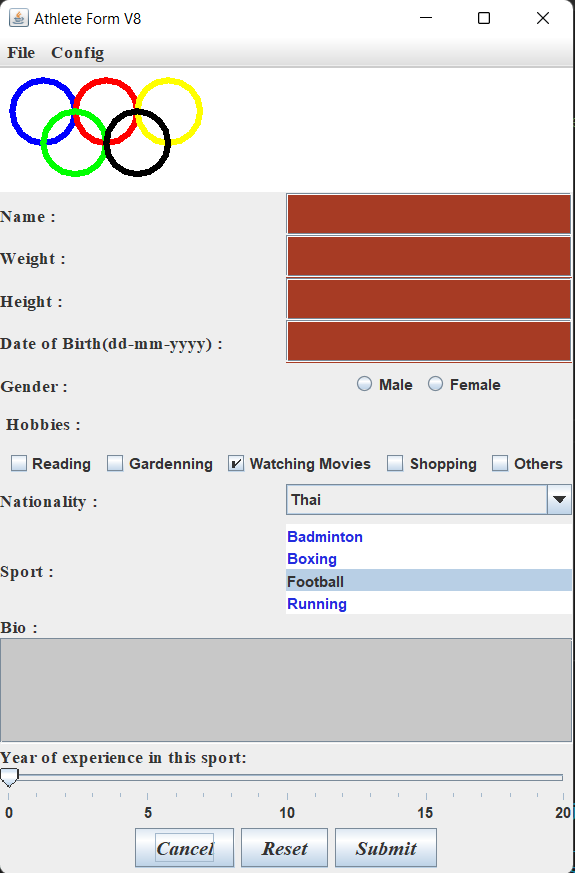 Athlete Form V8
File Config
Name :
Weight :
Height :
Date of Birth(dd-mm-yyyy) :
Gender : Male Female
Hobbies :
Reading Gardenning Watching Movies Shopping Others
Nationality : Thai
Badminton
Boxing
Sport : Football
Running
Bio :
Year of experience in this sport:
0 5 10 15 20
Cancel Reset Submit